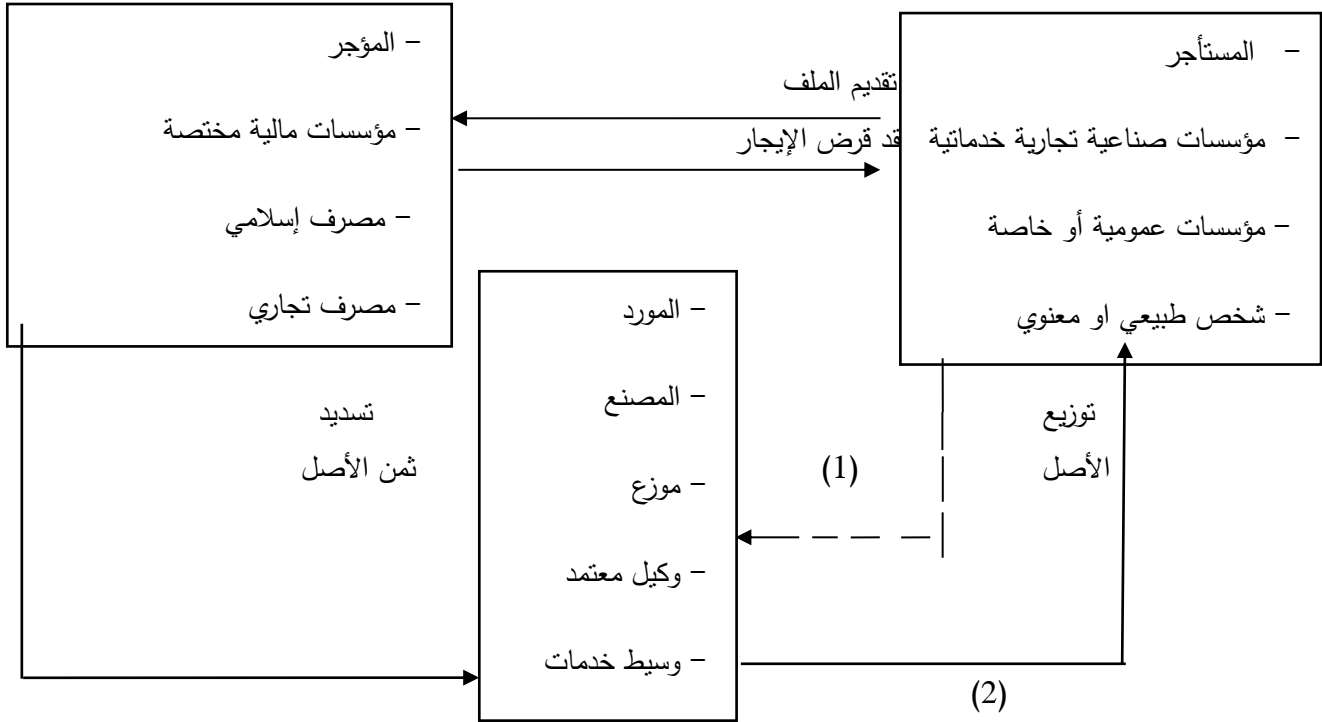 – المستأجر
– مؤسسات صناعية تجارية خدماتية
– مؤسسات عمومية أو خاصة
– شخص طبيعي او معنوي
تقديم الملف
قد قرض الإيجار
– المؤجر
– مؤسسات مالية مختصة
– مصرف إسلامي
– مصرف تجاري
– المورد
– المصنع
– موزع
– وكيل معتمد
– وسيط خدمات
توزيع
الأصل
(1)
تسديد
ثمن الأصل
(2)